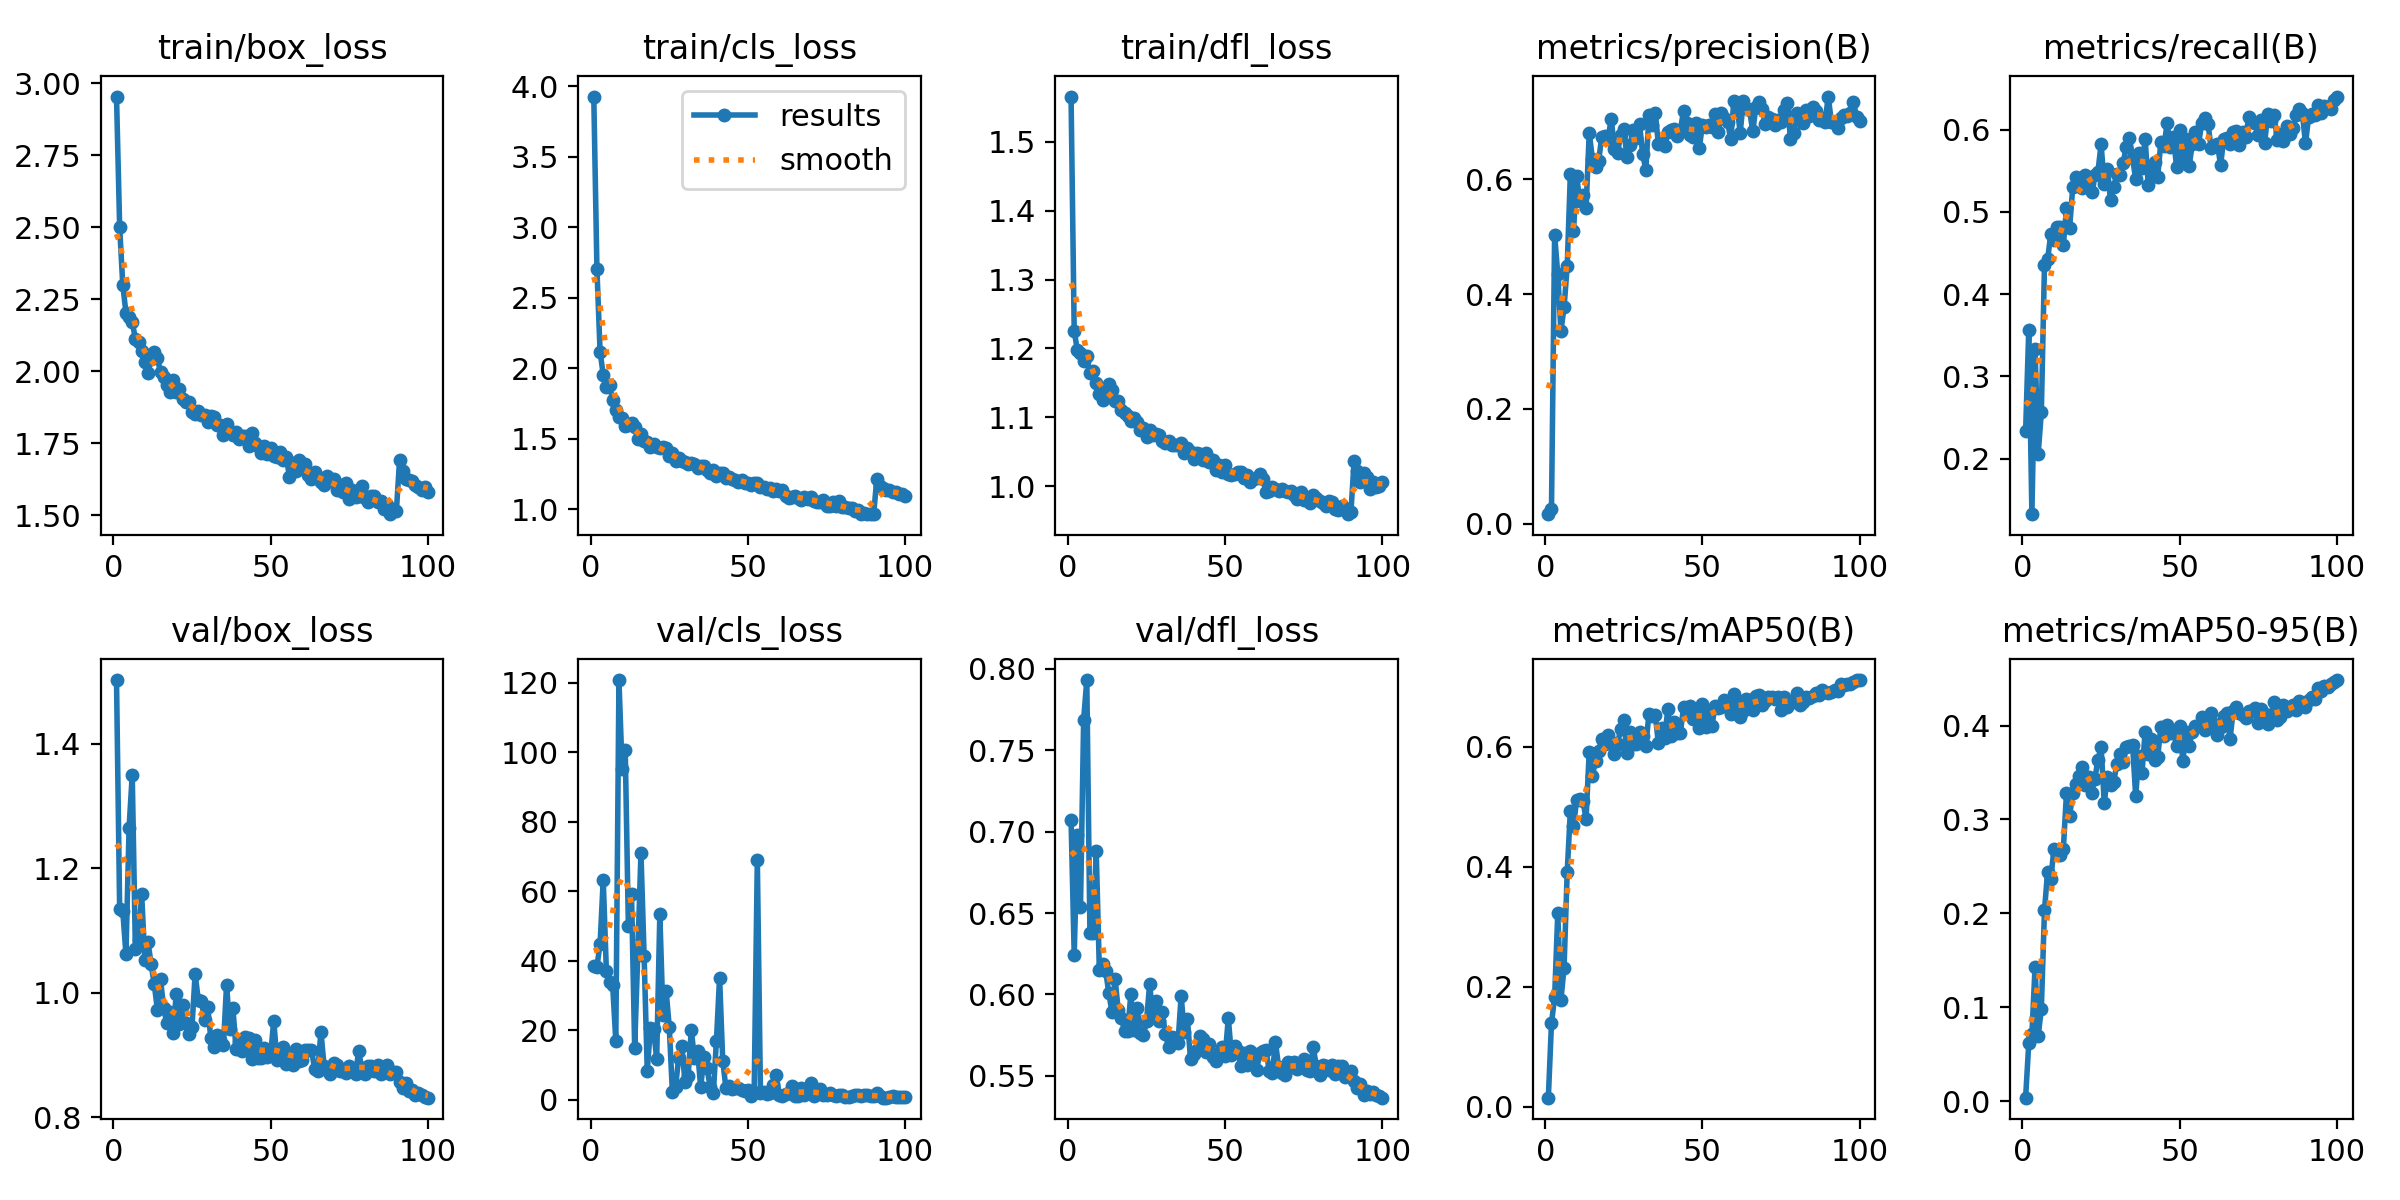 train/box_loss
3.00
2.75
2.50
2.25
2.00
1.75
1.50
0 50 100
train/cls_loss
results
smooth
4.0
3.5
3.0
2.5
2.0
1.5
1.0
0 50 100
train/dfl_loss
1.5
1.4
1.3
1.2
1.1
1.0
0 50 100
metrics/precision(B)
0.6
0.4
0.2
0.0
0 50 100
metrics/recall(B)
0.6
0.5
0.4
0.3
0.2
0 50 100
val/box_loss
1.4
1.2
1.0
0.8
0 50 100
val/cls_loss
120
100
80
60
40
20
0
0 50 100
val/dfl_loss
0.80
0.75
0.70
0.65
0.60
0.55
0 50 100
metrics/mAP50(B)
0.6
0.4
0.2
0.0
0 50 100
metrics/mAP50-95(B)
0.4
0.3
0.2
0.1
0.0
0 50 100